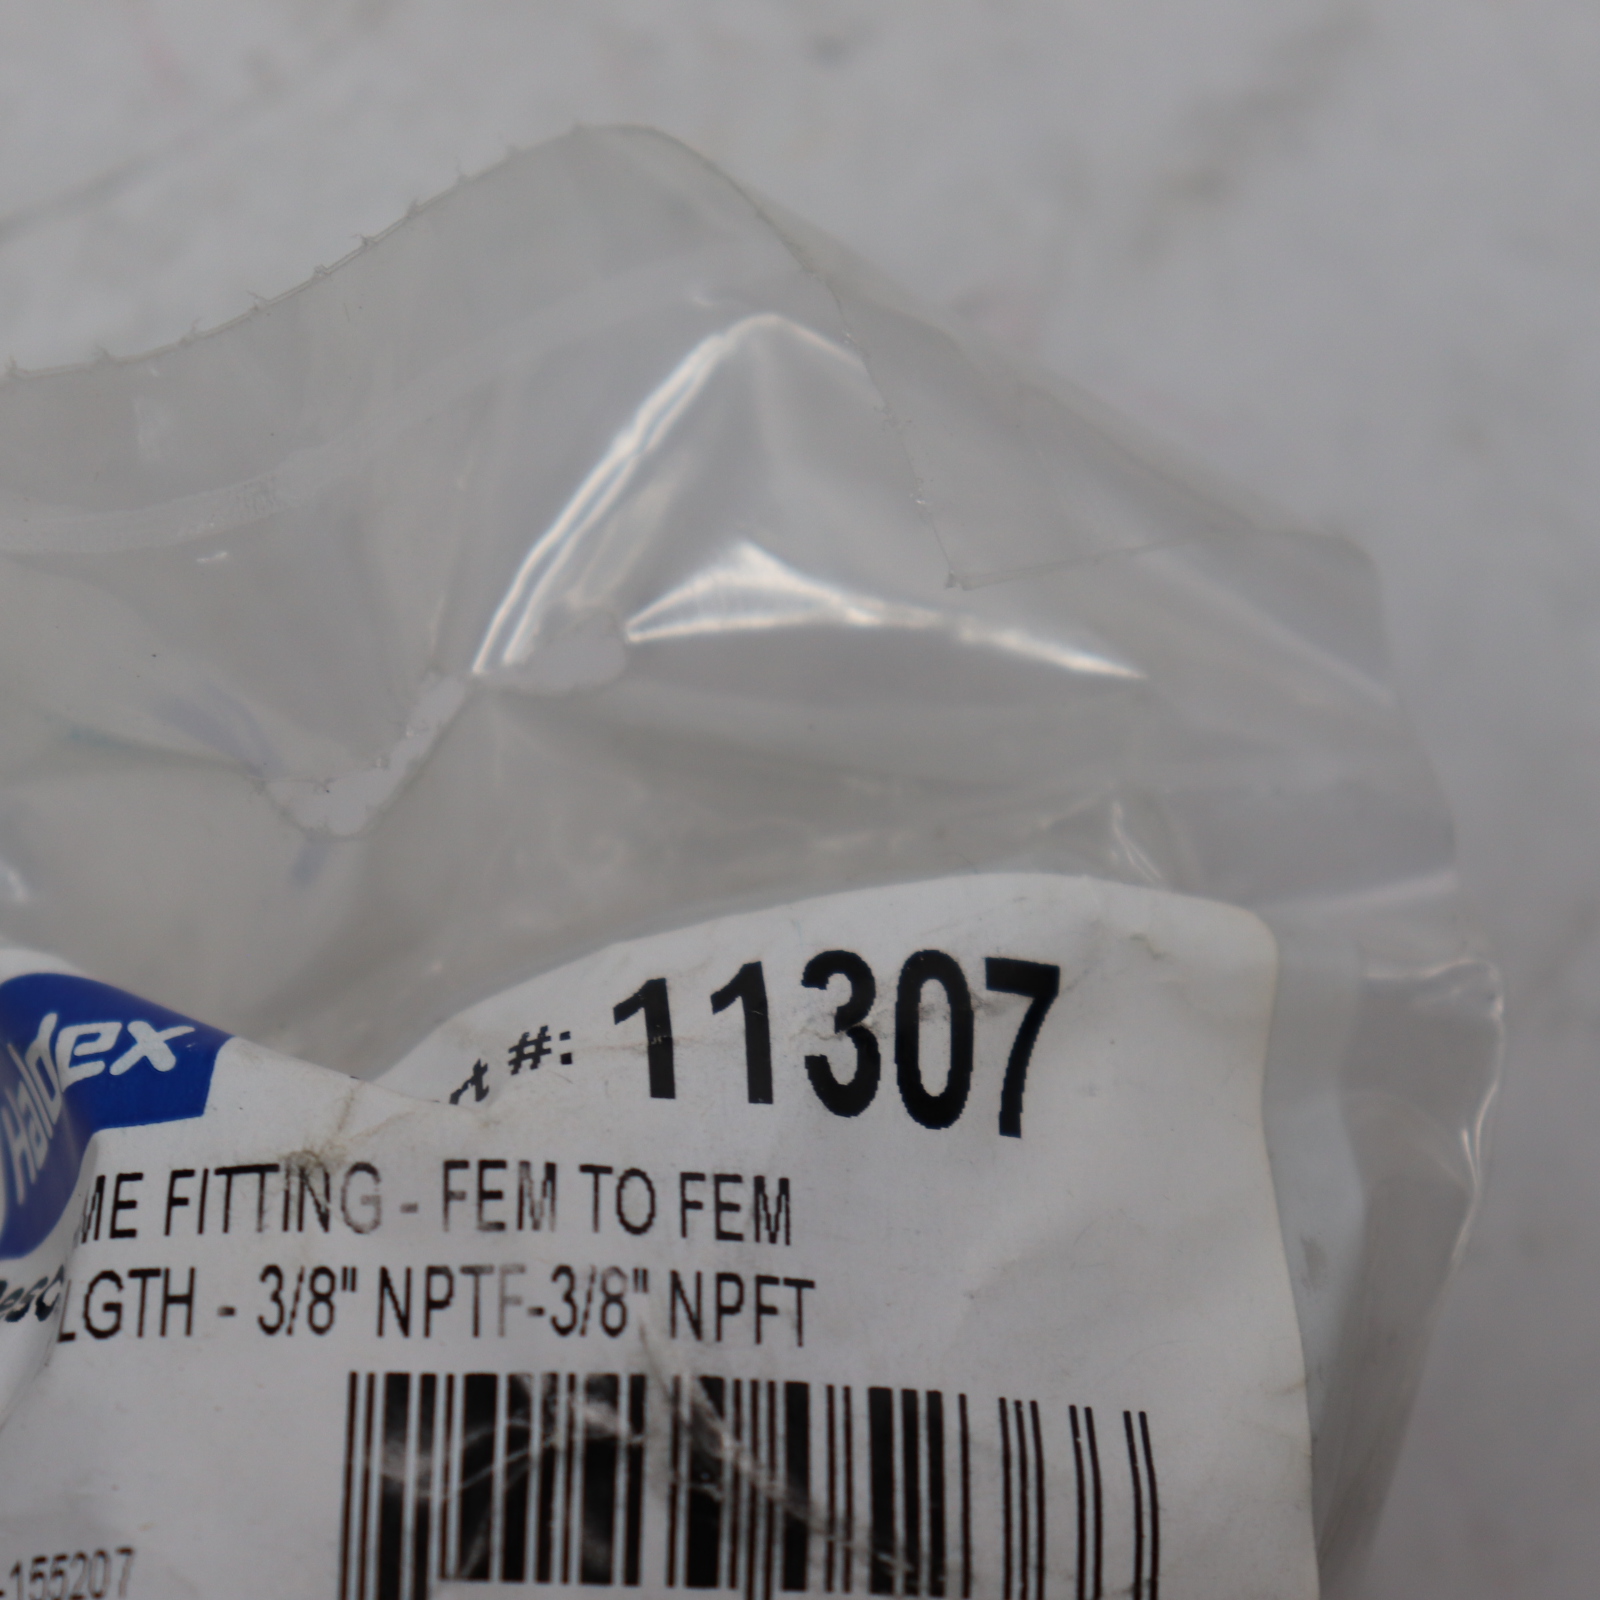 Haldex
#: 11307
ME FITTING - FEM TO FEM
LGTH - 3/8" NPTF-3/8" NPFT
-155207